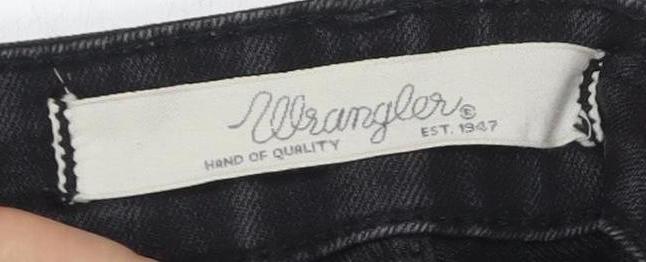 Wrangler®
EST. 1947
HAND OF QUALITY